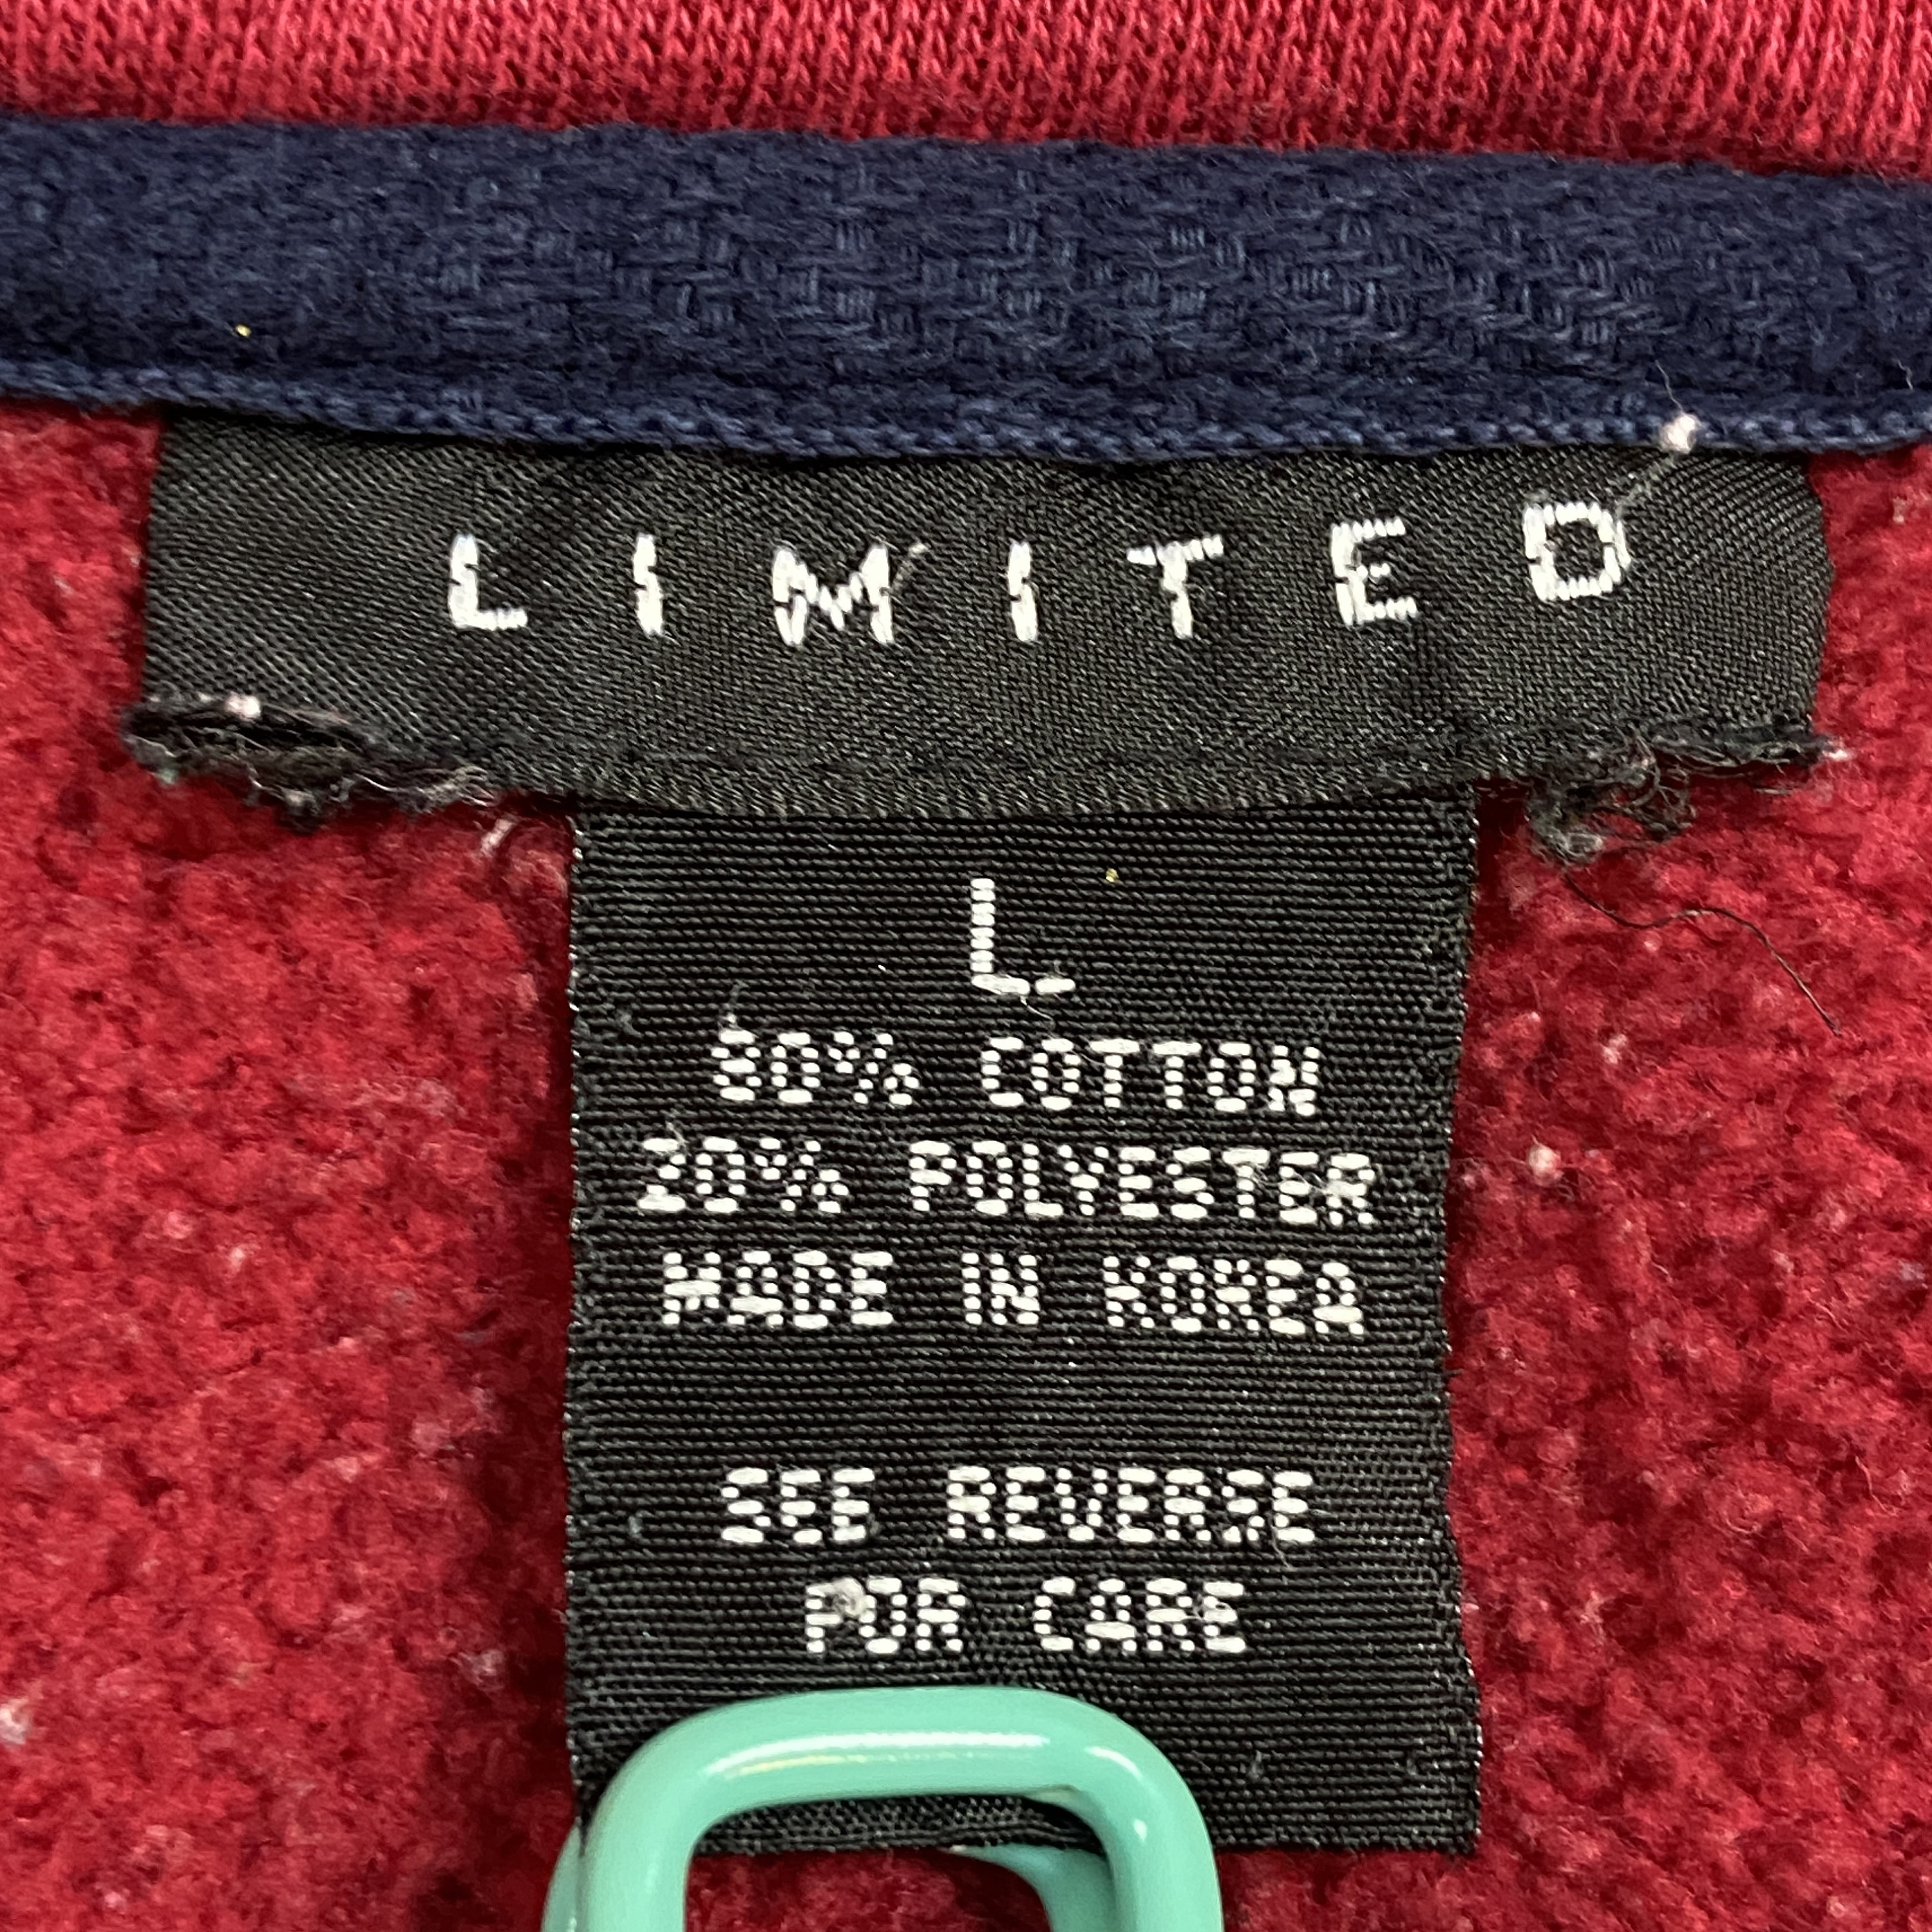 LIMITED
L
80% COTTON
20% POLYESTER
MADE IN KOREA
SEE REVERSE
FOR CARE